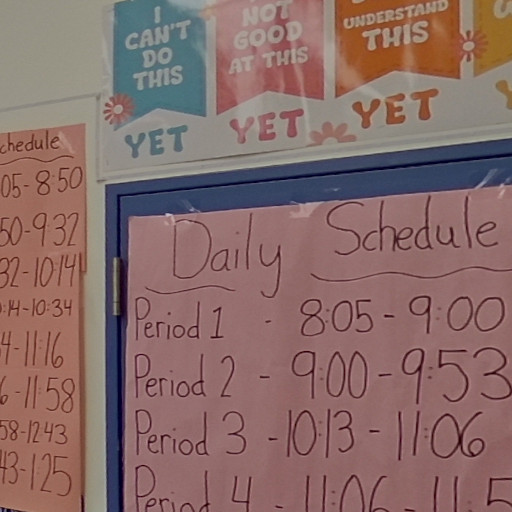 I
CAN'T
DO
THIS
YET
NOT
GOOD
AT THIS
YET
UNDERSTAND
THIS
YET
chedule
05-8:50
50-9:32
32-10:14
:14-10:34
4-11:16
6-11:58
58-12:43
43-1:25
Daily Schedule
Period 1 - 8:05-9:00
Period 2 - 9:00-9:53
Period 3 - 10:13-11:06
Period 4 - 11:06-11:5